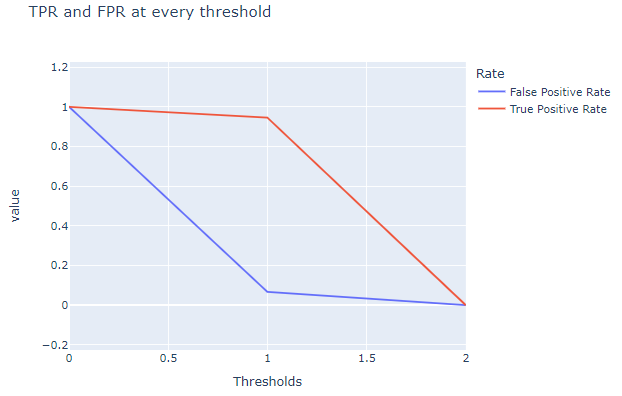 TPR and FPR at every threshold
Rate
False Positive Rate
True Positive Rate
value
1.2
1
0.8
0.6
0.4
0.2
0
−0.2
0
0.5
1
1.5
2
Thresholds